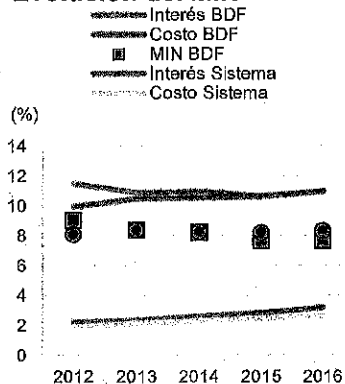 Interés BDF
Costo BDF
MIN BDF
Interés Sistema
Costo Sistema
(%)
14
12
10
8
6
4
2
0
2012 2013 2014 2015 2016